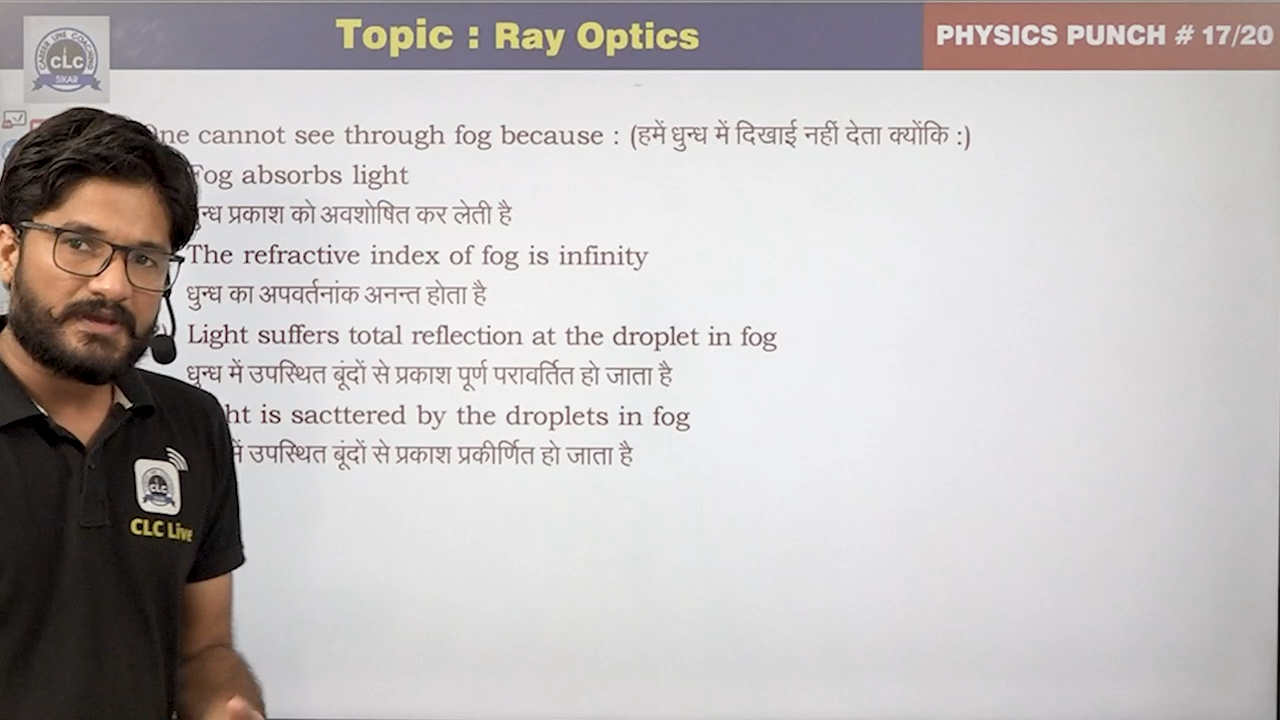 Topic : Ray Optics
PHYSICS PUNCH # 17/20
CAREER LINE COACHING
CLC
SIKAR
cannot see through fog because : (हमें धुन्ध में दिखाई नहीं देता क्योंकि :)
Fog absorbs light
प्रकाश को अवशोषित कर लेती है
The refractive index of fog is infinity
धुन्ध का अपवर्तनांक अनन्त होता है
Light suffers total reflection at the droplet in fog
धुन्ध में उपस्थित बूंदों से प्रकाश पूर्ण परावर्तित हो जाता है
is sacttered by the droplets in fog
में उपस्थित बूंदों से प्रकाश प्रकीर्णित हो जाता है
CLC
CLC Live